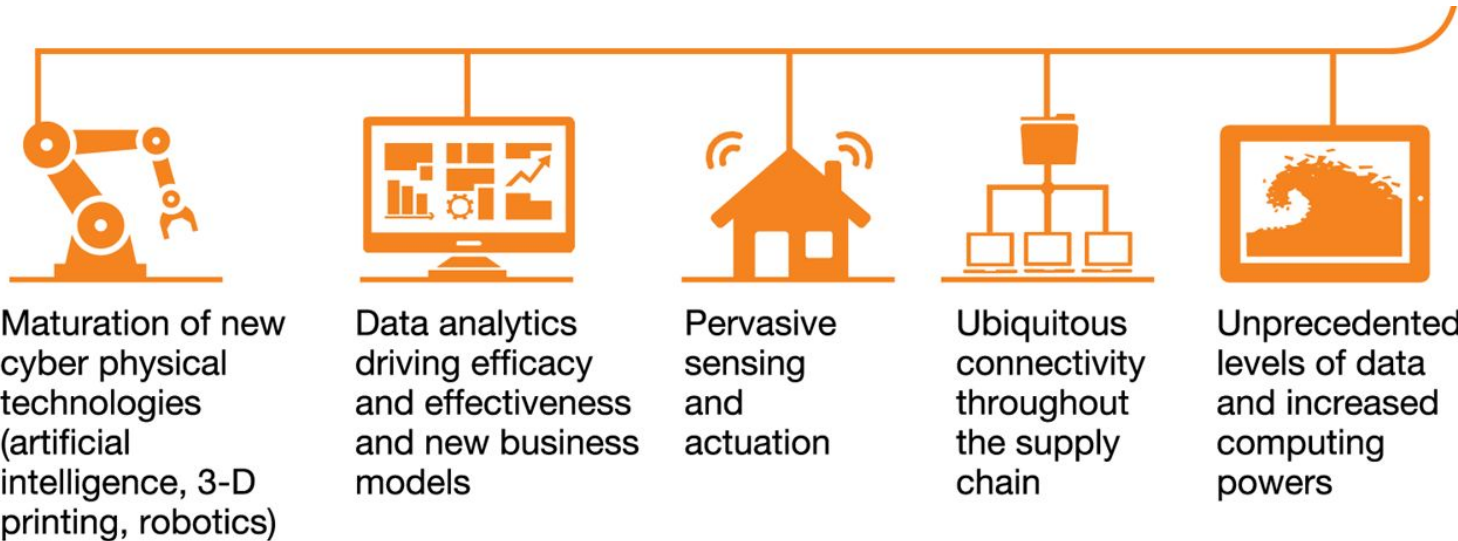 Maturation of new
cyber physical
technologies
(artificial
intelligence, 3-D
printing, robotics)
Data analytics
driving efficacy
and effectiveness
and new business
models
Pervasive
sensing
and
actuation
Ubiquitous
connectivity
throughout
the supply
chain
Unprecedented
levels of data
and increased
computing
powers